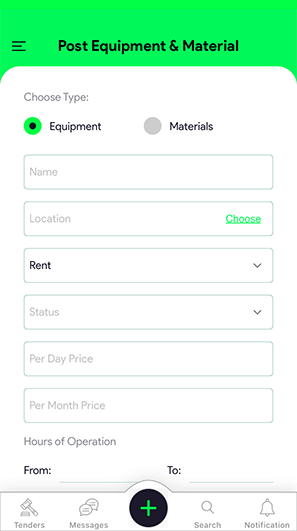 Post Equipment & Material
Choose Type:
Equipment Materials
Name
Location Choose
Rent
Status
Per Day Price
Per Month Price
Hours of Operation
From: To:
Tenders Messages Search Notification